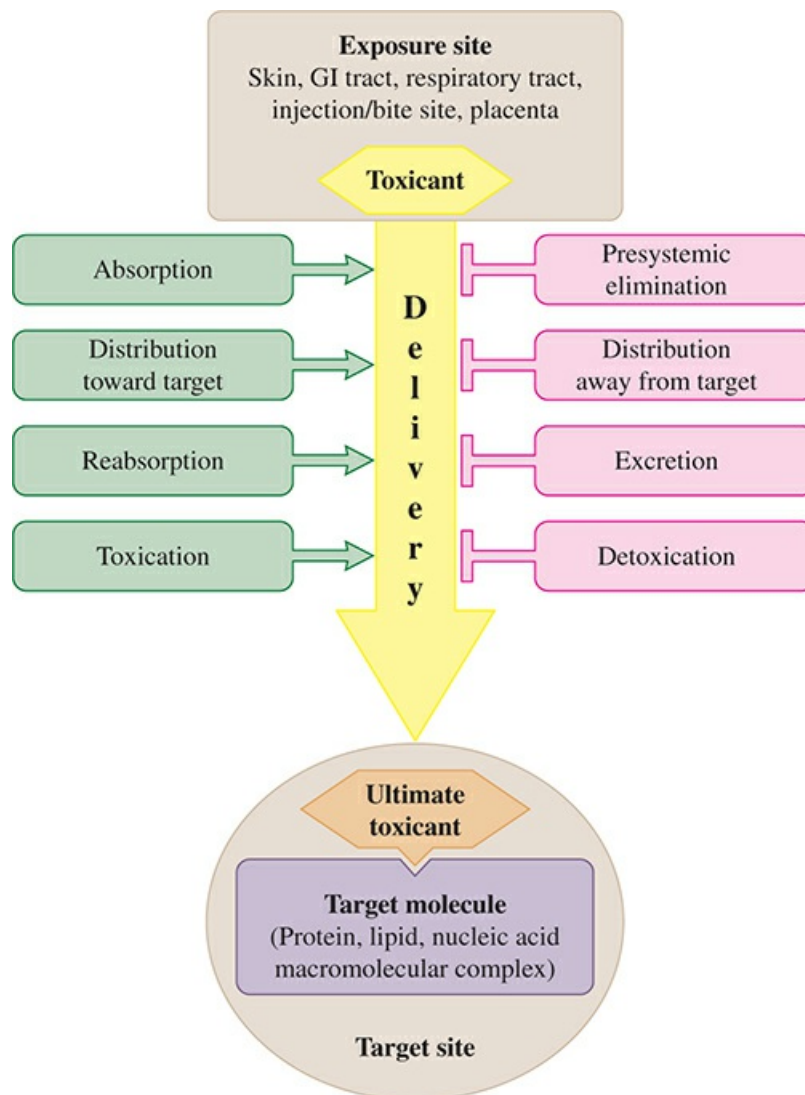 Exposure site
Skin, GI tract, respiratory tract,
injection/bite site, placenta
Toxicant
Absorption
Presystemic
elimination
Distribution
toward target
Distribution
away from target
Reabsorption
Excretion
Toxication
Detoxication
Delivery
Ultimate
toxicant
Target molecule
(Protein, lipid, nucleic acid
macromolecular complex)
Target site